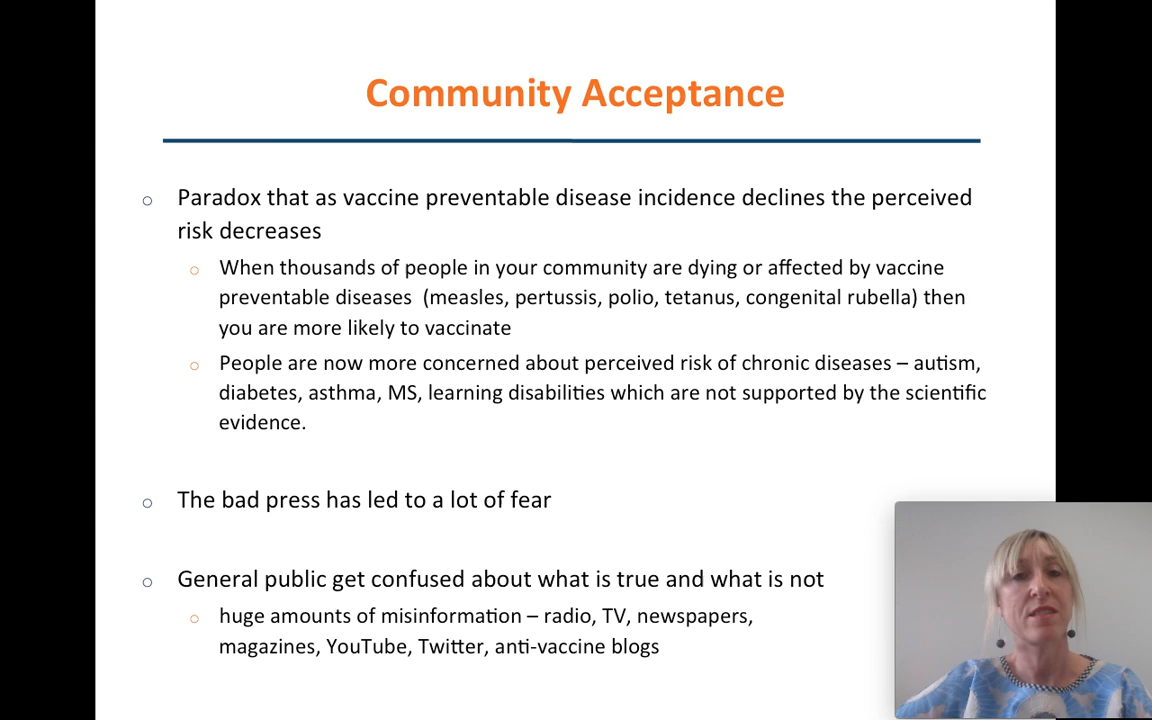 Community Acceptance
○ Paradox that as vaccine preventable disease incidence declines the perceived
risk decreases
○ When thousands of people in your community are dying or affected by vaccine
preventable diseases  (measles, pertussis, polio, tetanus, congenital rubella) then
you are more likely to vaccinate
○ People are now more concerned about perceived risk of chronic diseases – autism,
diabetes, asthma, MS, learning disabilities which are not supported by the scientific
evidence.
○ The bad press has led to a lot of fear
○ General public get confused about what is true and what is not
○ huge amounts of misinformation – radio, TV, newspapers,
magazines, YouTube, Twitter, anti-vaccine blogs